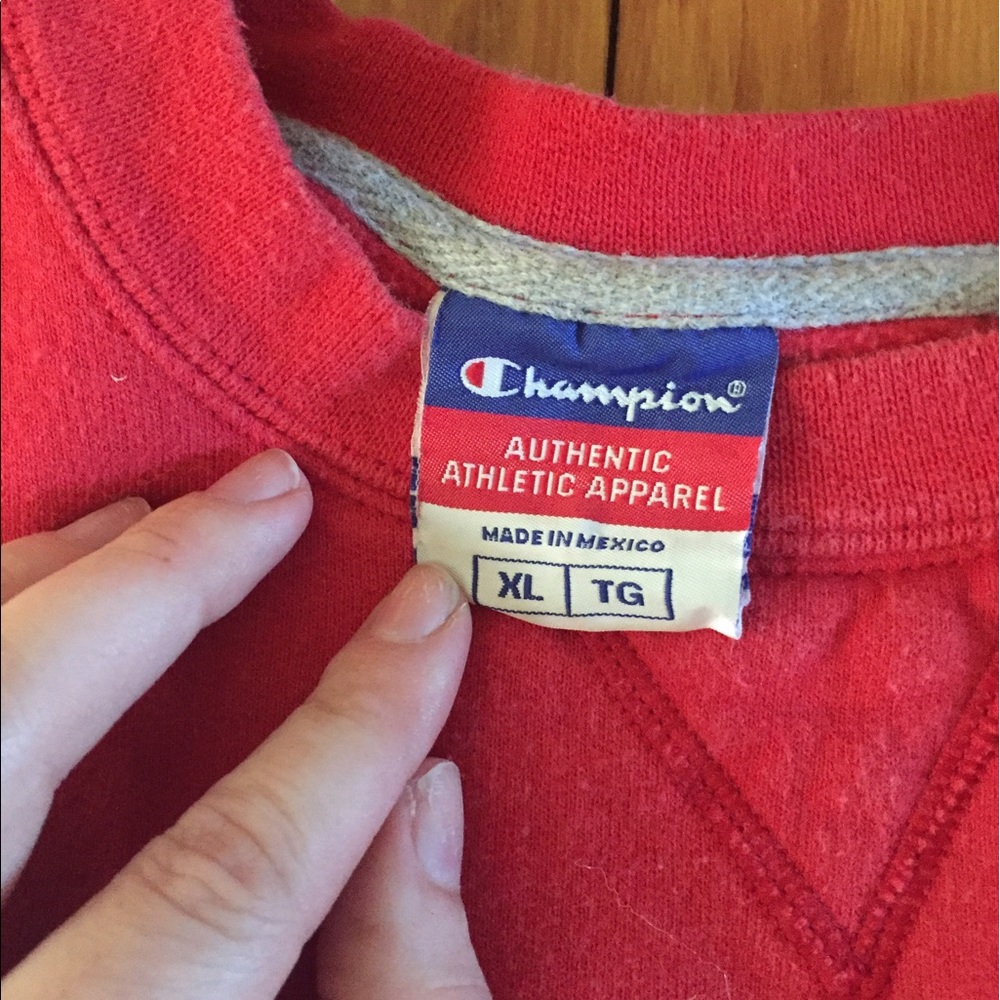 Champion®
AUTHENTIC
ATHLETIC APPAREL
MADE IN MEXICO
XL TG